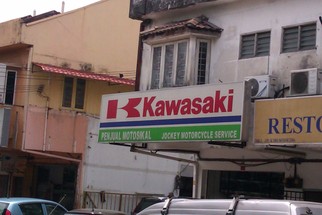 Kawasaki
PENJUAL MOTOSIKAL JOCKEY MOTORCYCLE SERVICE
RESTO